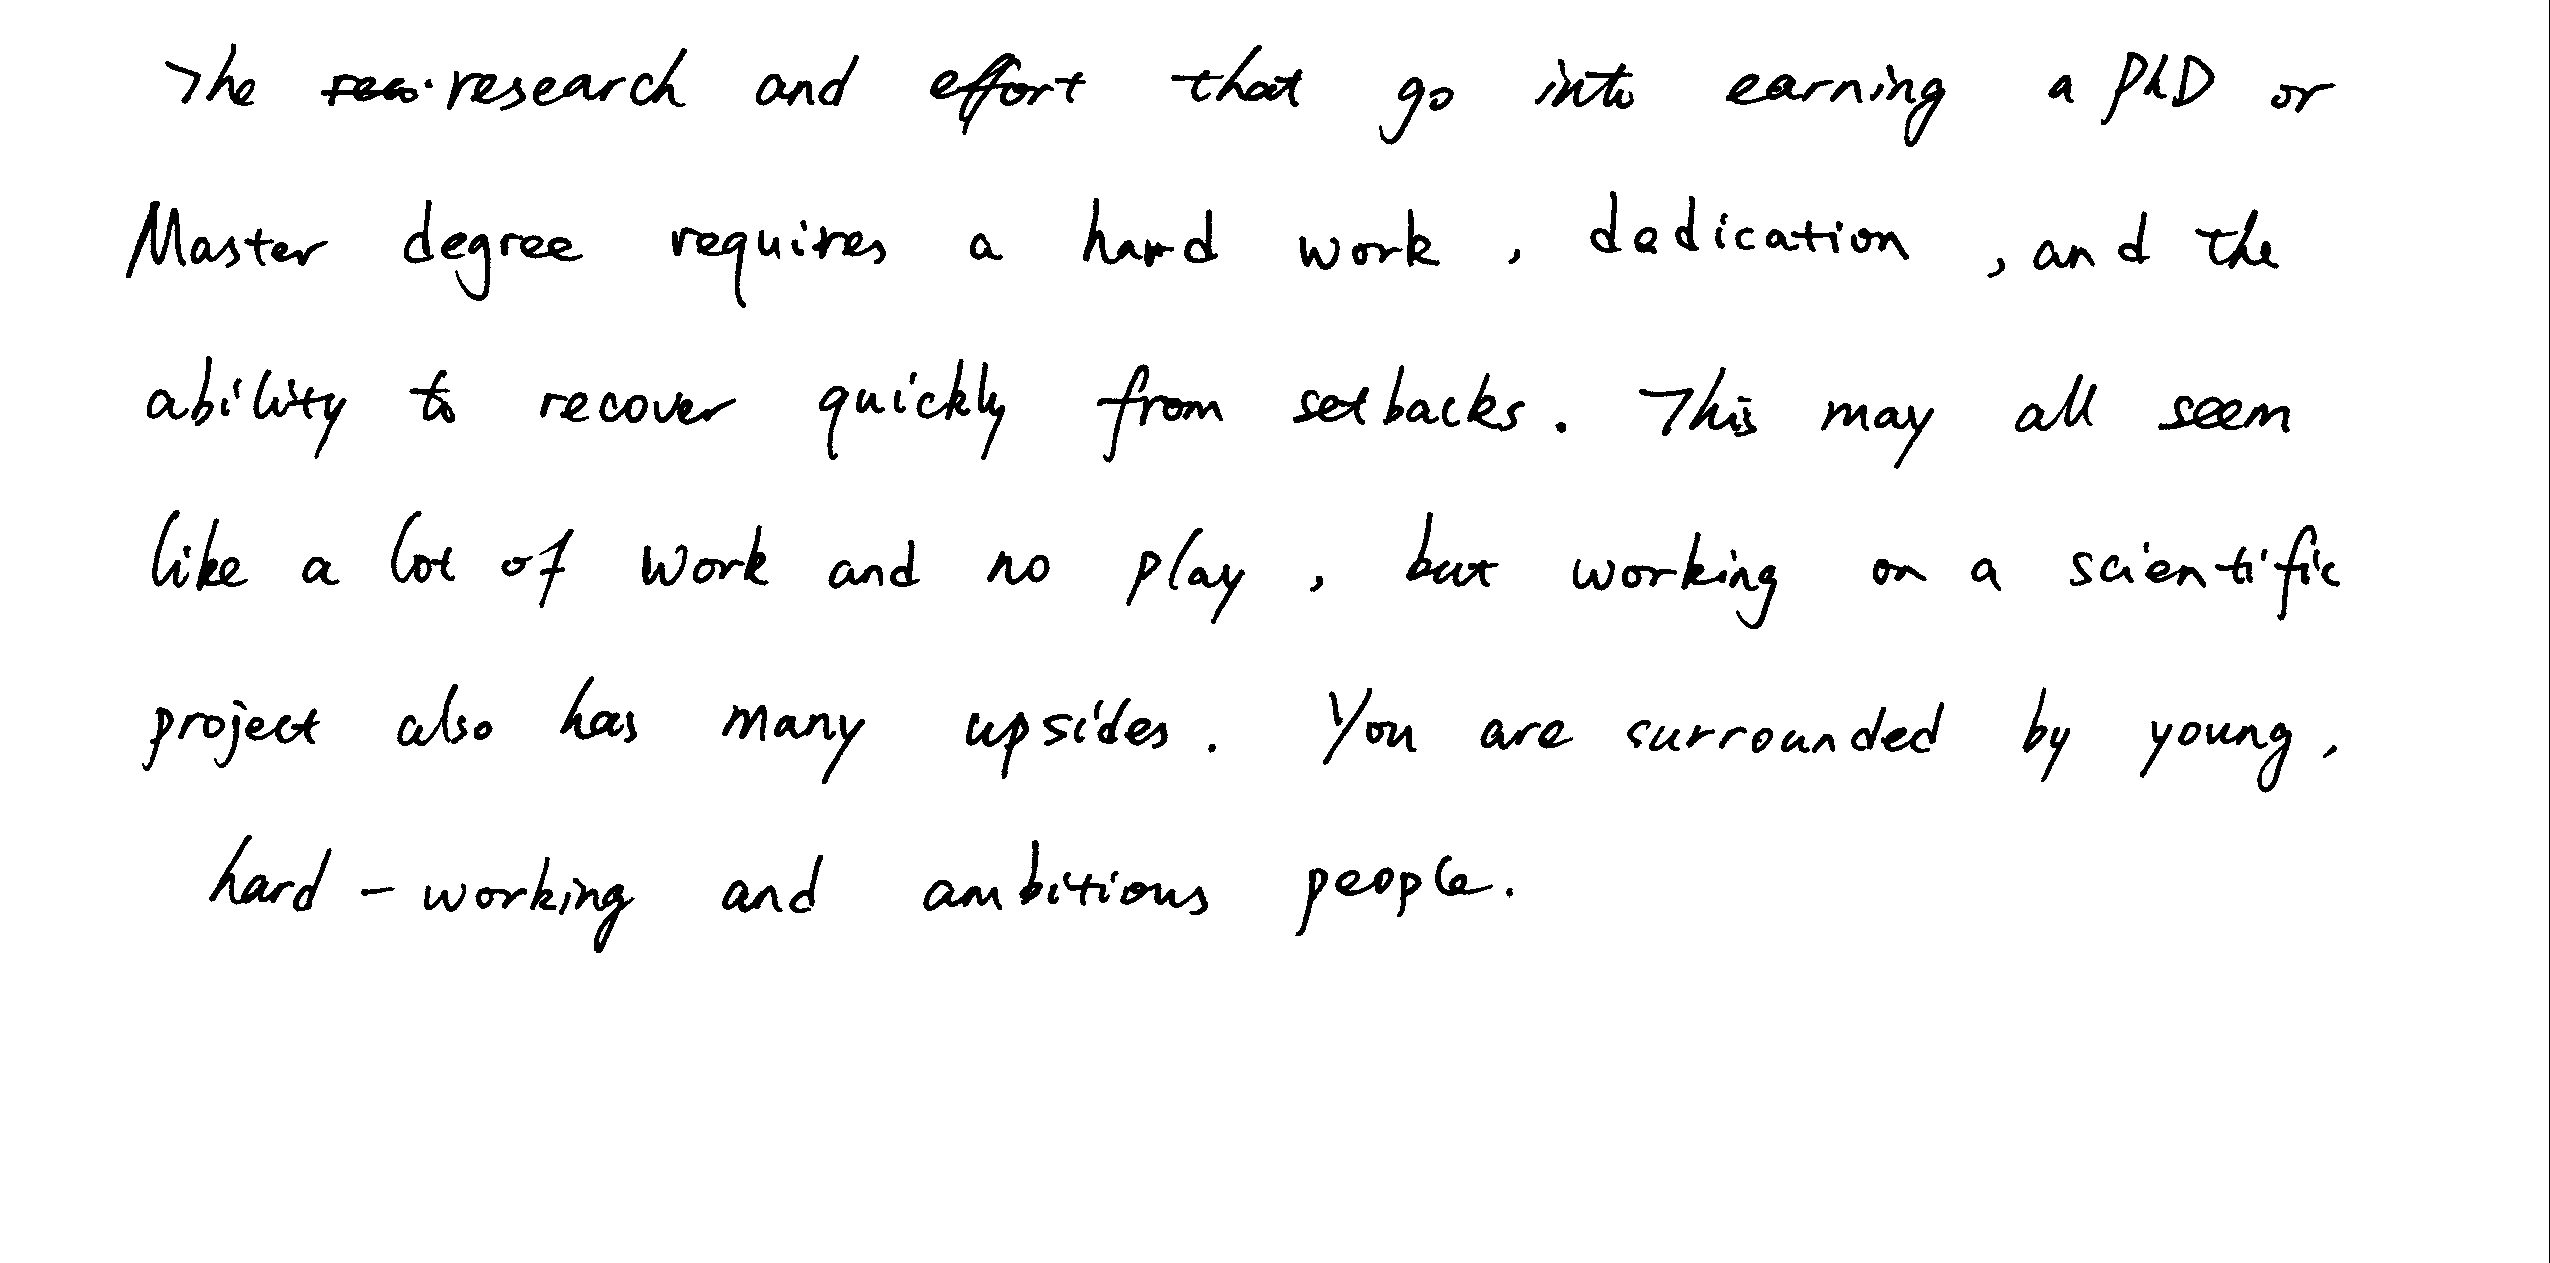 The research and effort that go into earning a PhD or
Master degree requires a hard work, dedication, and the
ability to recover quickly from setbacks. This may all seem
like a lot of work and no play, but working on a scientific
project also has many upsides. You are surrounded by young,
hard-working and ambitious people.